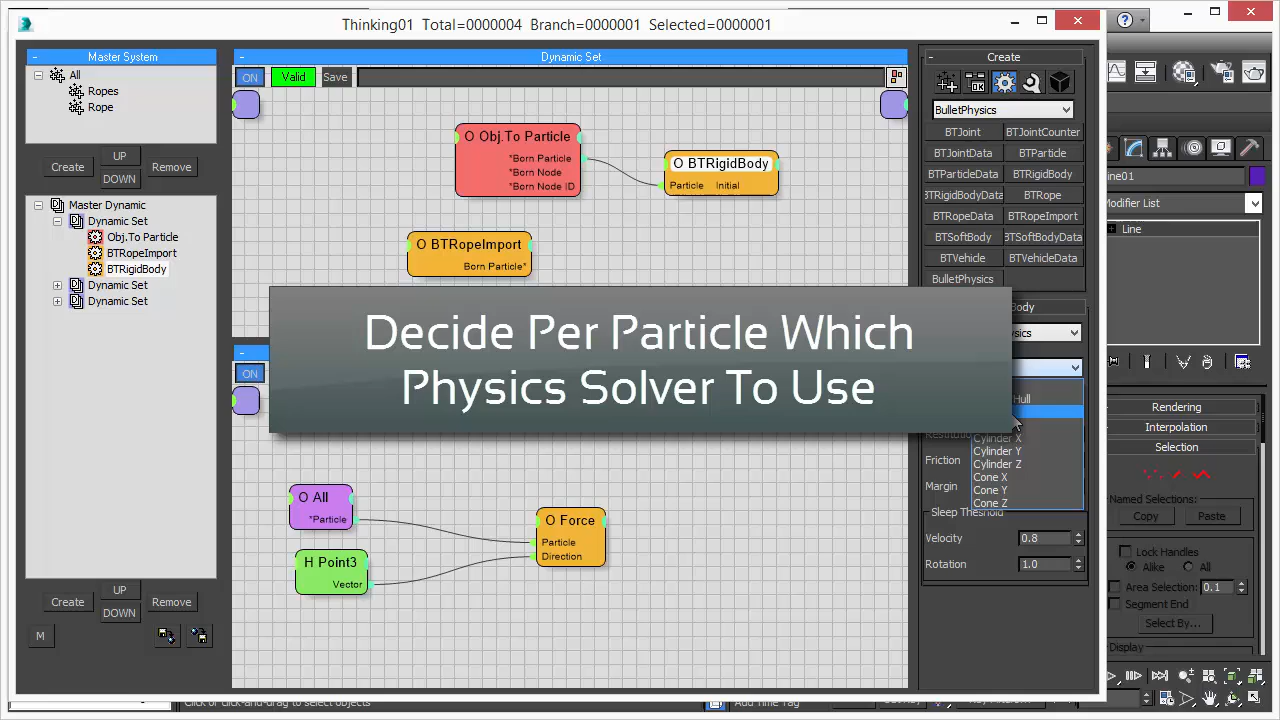 Thinking01 Total=0000004 Branch=0000001 Selected=0000001
Master System
All
Ropes
Rope
Create
UP
Remove
DOWN
Master Dynamic
Dynamic Set
Obj.To Particle
BTRopeImport
BTRigidBody
Dynamic Set
Dynamic Set
Create
UP
Remove
DOWN
M
Dynamic Set
ON
Valid
Save
O Obj.To Particle
*Born Particle
*Born Node
*Born Node ID
O BTRigidBody
Particle Initial
O BTRopeImport
Born Particle*
ON
Decide Per Particle Which
Physics Solver To Use
O All
*Particle
H Point3
Vector
O Force
Particle
Direction
Create
BulletPhysics
BTJoint BTJointCounter
BTJointData BTParticle
BTParticleData BTRigidBody
BTRigidBodyData BTRope
BTRopeData BTRopeImport
BTSoftBody BTSoftBodyData
BTVehicle BTVehicleData
BulletPhysics
Body
sics
Hull
Cylinder X
Cylinder Y
Cylinder Z
Cone X
Cone Y
Cone Z
Restitution
Friction
Margin
Sleep Threshold
Velocity 0.8
Rotation 1.0
ine01
Modifier List
Line
Rendering
Interpolation
Selection
Named Selections:
Copy Paste
Lock Handles
Alike All
Area Selection: 0.1
Segment End
Select By...
Display
Click or click-and-drag to select objects
Add Time Tag